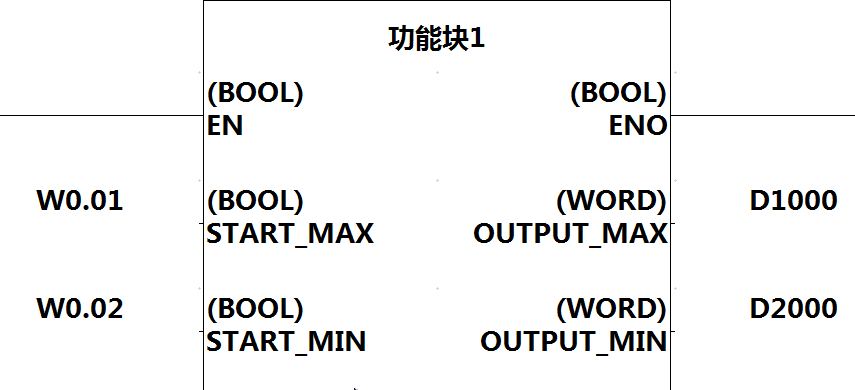 功能块1
(BOOL) (BOOL)
EN ENO
W0.01 (BOOL) (WORD) D1000
START_MAX OUTPUT_MAX
W0.02 (BOOL) (WORD) D2000
START_MIN OUTPUT_MIN